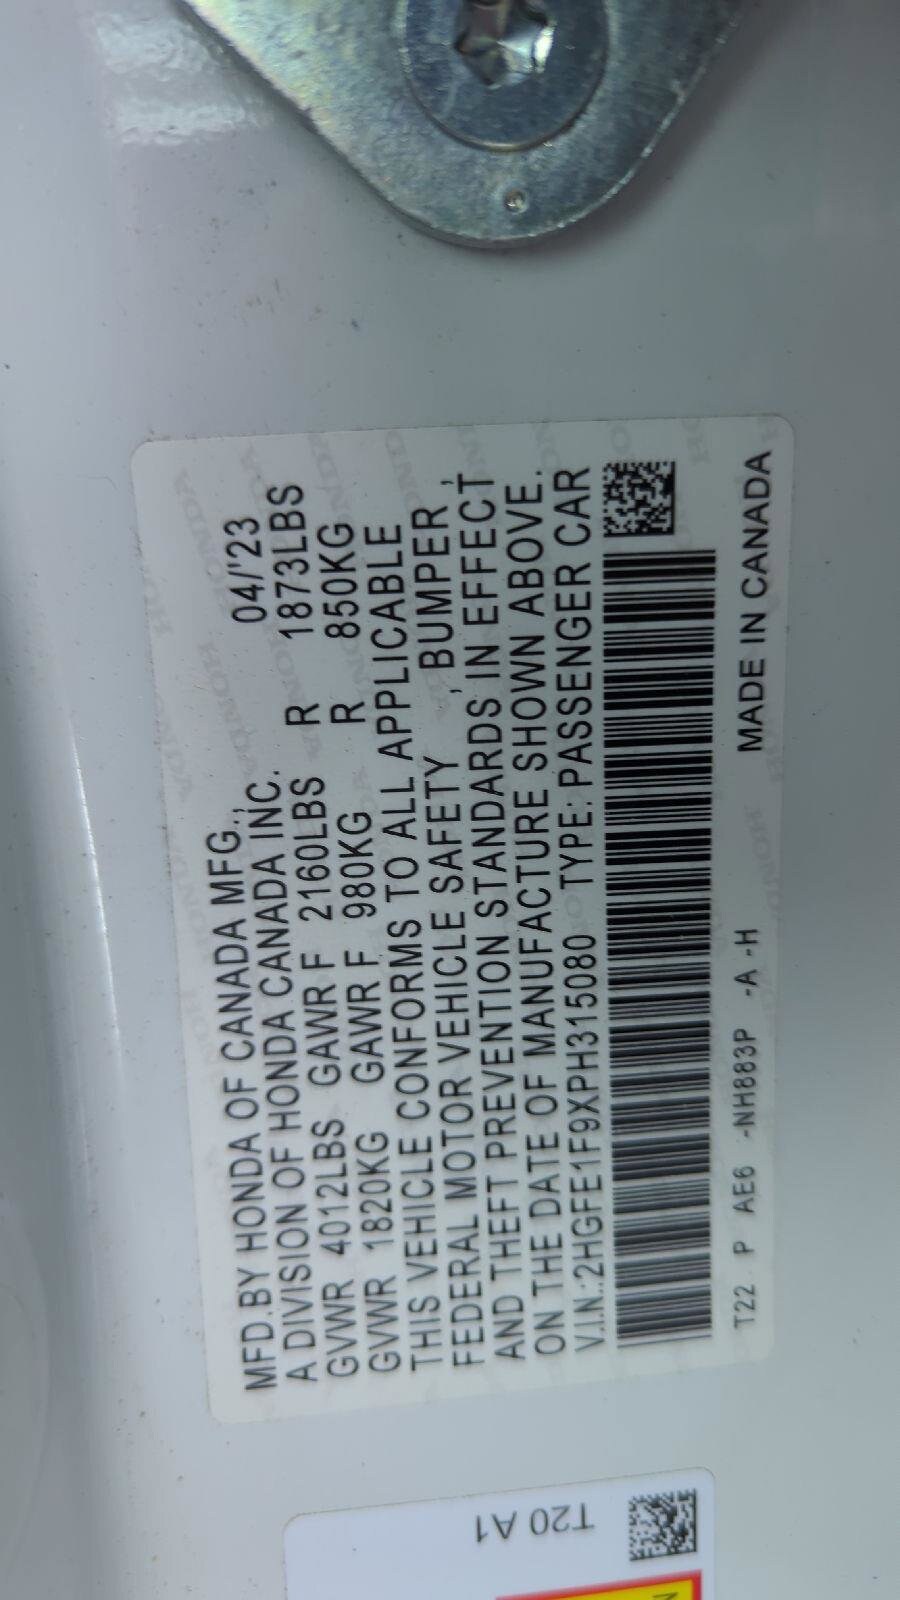 MFD.BY HONDA OF CANADA MFG., 04/'23
A DIVISION OF HONDA CANADA INC.
GVWR 4012LBS GAWR F 2160LBS R 1873LBS
GVWR 1820KG GAWR F 980KG R 850KG
THIS VEHICLE CONFORMS TO ALL APPLICABLE
FEDERAL MOTOR VEHICLE SAFETY , BUMPER ,
AND THEFT PREVENTION STANDARDS IN EFFECT
ON THE DATE OF MANUFACTURE SHOWN ABOVE.
V.I.N.:2HGFE1F9XPH315080 TYPE: PASSENGER CAR
T22 P AE6 -NH883P -A -H MADE IN CANADA
T20 A1